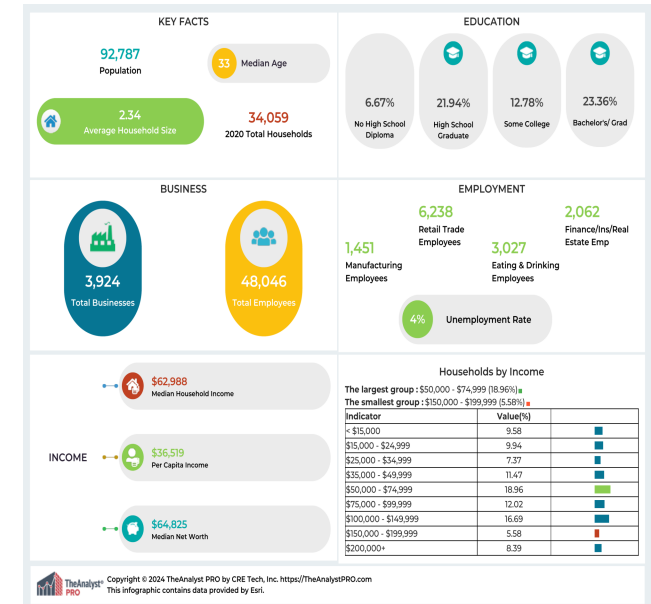 KEY FACTS
92,787
Population
33
Median Age
2.34
Average Household Size
34,059
2020 Total Households
EDUCATION
6.67%
No High School
Diploma
21.94%
High School
Graduate
12.78%
Some College
23.36%
Bachelor's/ Grad
BUSINESS
3,924
Total Businesses
48,046
Total Employees
EMPLOYMENT
1,451
Manufacturing
Employees
6,238
Retail Trade
Employees
3,027
Eating & Drinking
Employees
2,062
Finance/Ins/Real
Estate Emp
4%
Unemployment Rate
INCOME
$62,988
Median Household Income
$36,519
Per Capita Income
$64,825
Median Net Worth
Households by Income
The largest group : $50,000 - $74,999 (18.96%)
The smallest group : $150,000 - $199,999 (5.58%)
Indicator Value(%)
< $15,000 9.58
$15,000 - $24,999 9.94
$25,000 - $34,999 7.37
$35,000 - $49,999 11.47
$50,000 - $74,999 18.96
$75,000 - $99,999 12.02
$100,000 - $149,999 16.69
$150,000 - $199,999 5.58
$200,000+ 8.39
TheAnalyst®
PRO
Copyright © 2024 TheAnalyst PRO by CRE Tech, Inc. https://TheAnalystPRO.com
This infographic contains data provided by Esri.